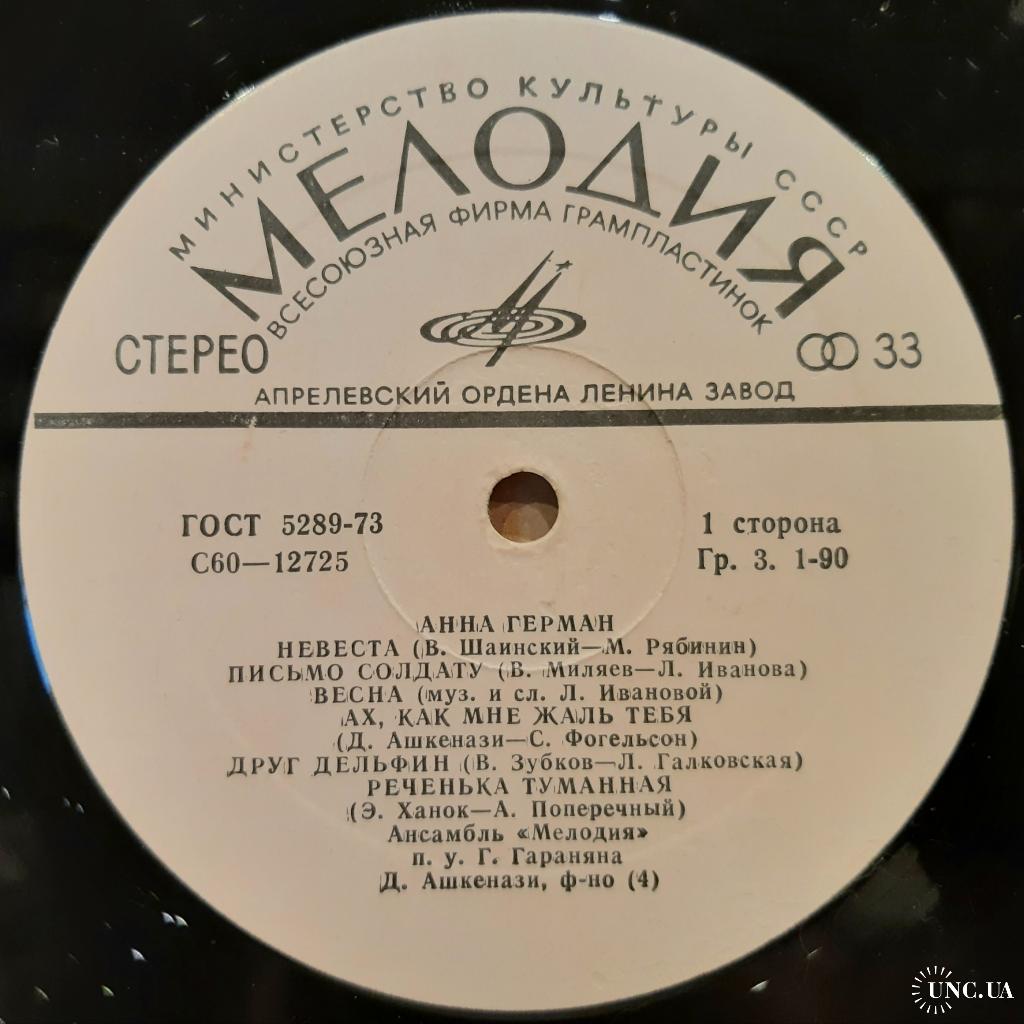 МИНИСТЕРСТВО КУЛЬТУРЫ СССР
МЕЛОДИЯ
ВСЕСОЮЗНАЯ ФИРМА ГРАМПЛАСТИНОК
СТЕРЕО
33
АПРЕЛЕВСКИЙ ОРДЕНА ЛЕНИНА ЗАВОД
ГОСТ 5289-73
1 сторона
С60—12725
Гр. 3. 1-90
АННА ГЕРМАН
НЕВЕСТА (В. Шаинский—М. Рябинин)
ПИСЬМО СОЛДАТУ (В. Миляев—Л. Иванова)
ВЕСНА (муз. и сл. Л. Ивановой)
АХ, КАК МНЕ ЖАЛЬ ТЕБЯ
(Д. Ашкенази—С. Фогельсон)
ДРУГ ДЕЛЬФИН (В. Зубков—Л. Галковская)
РЕЧЕНЬКА ТУМАННАЯ
(Э. Ханок—А. Поперечный)
Ансамбль «Мелодия»
п. у. Г. Гараняна
Д. Ашкенази, ф-но (4)
UNC.UA